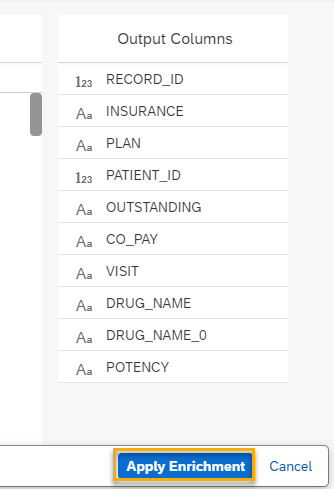 Output Columns
123 RECORD_ID
Aa INSURANCE
Aa PLAN
123 PATIENT_ID
Aa OUTSTANDING
Aa CO_PAY
Aa VISIT
Aa DRUG_NAME
Aa DRUG_NAME_0
Aa POTENCY
Apply Enrichment Cancel